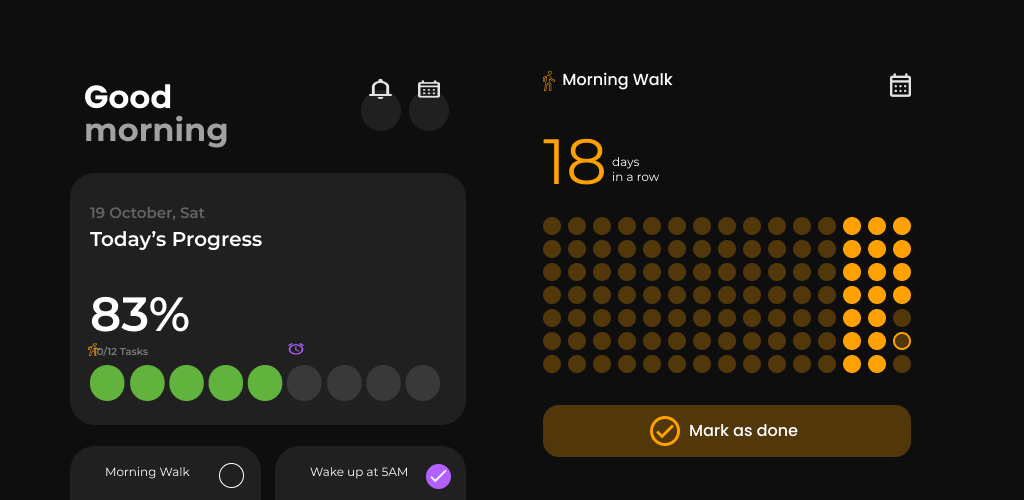 Good
morning
19 October, Sat
Today's Progress
83%
10/12 Tasks
Morning Walk
Wake up at 5AM
Morning Walk
18
days
in a row
Mark as done